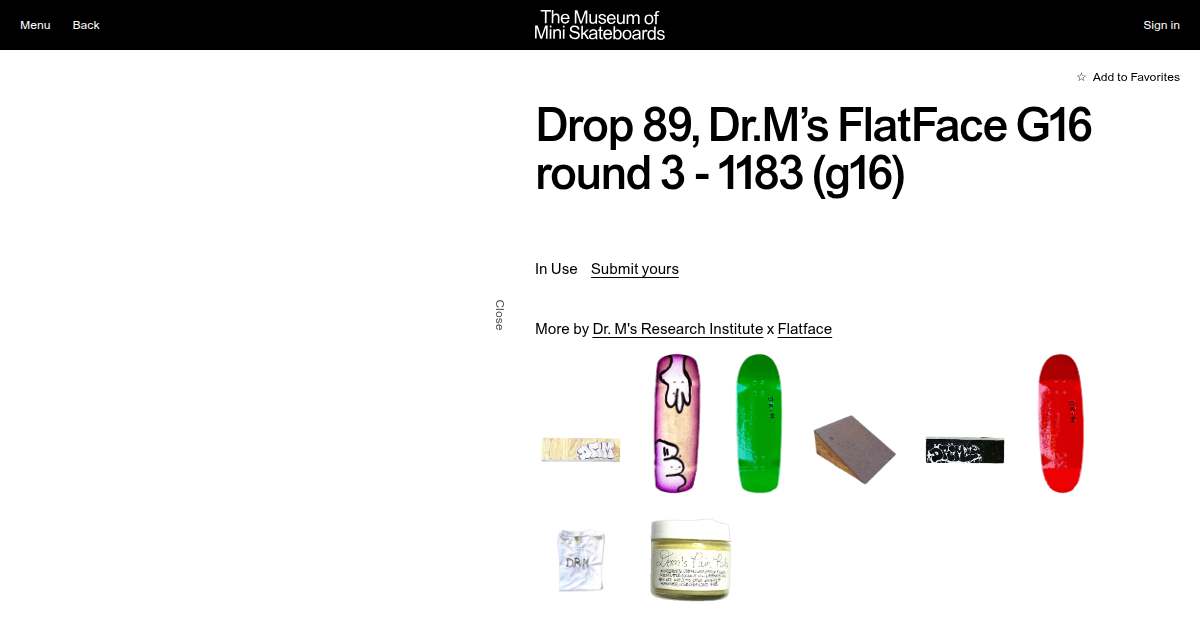 Menu Back
The Museum of
Mini Skateboards
Sign in
☆ Add to Favorites
Drop 89, Dr.M’s FlatFace G16
round 3 - 1183 (g16)
In Use Submit yours
Close
More by Dr. M's Research Institute x Flatface
DR.M